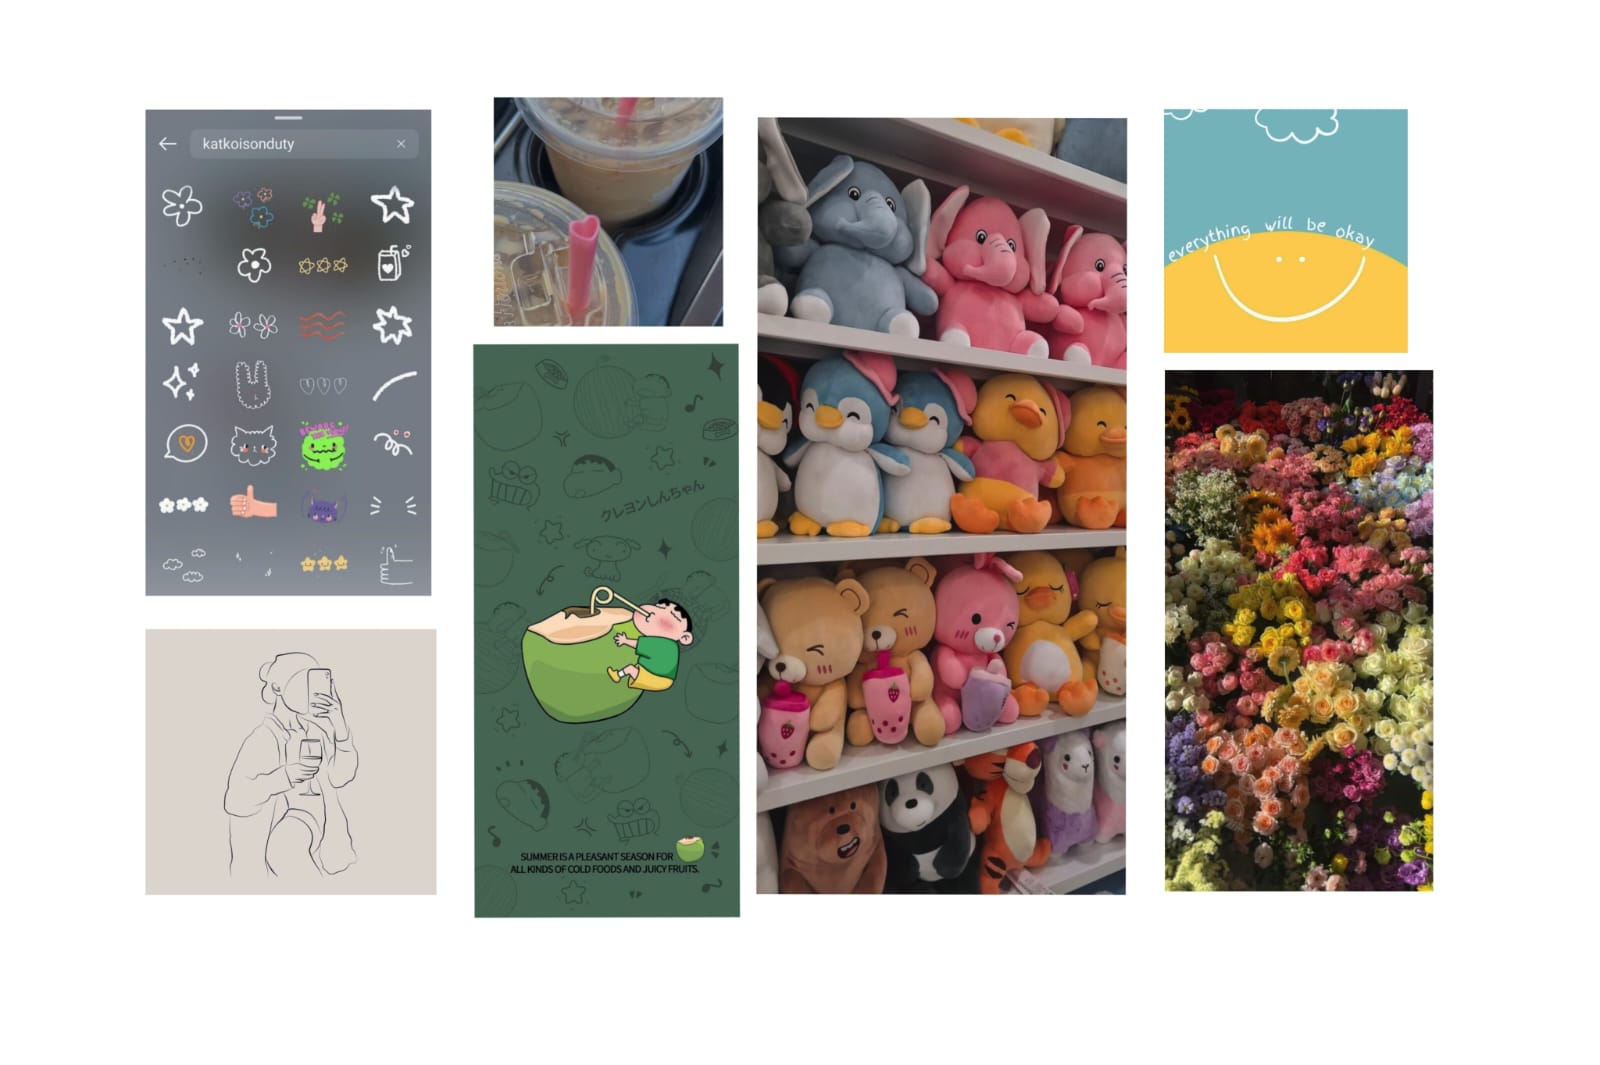 katkoisonduty
BEWARE
クレヨンしんちゃん
SUMMER IS A PLEASANT SEASON FOR
ALL KINDS OF COLD FOODS AND JUICY FRUITS.
everything will be okay